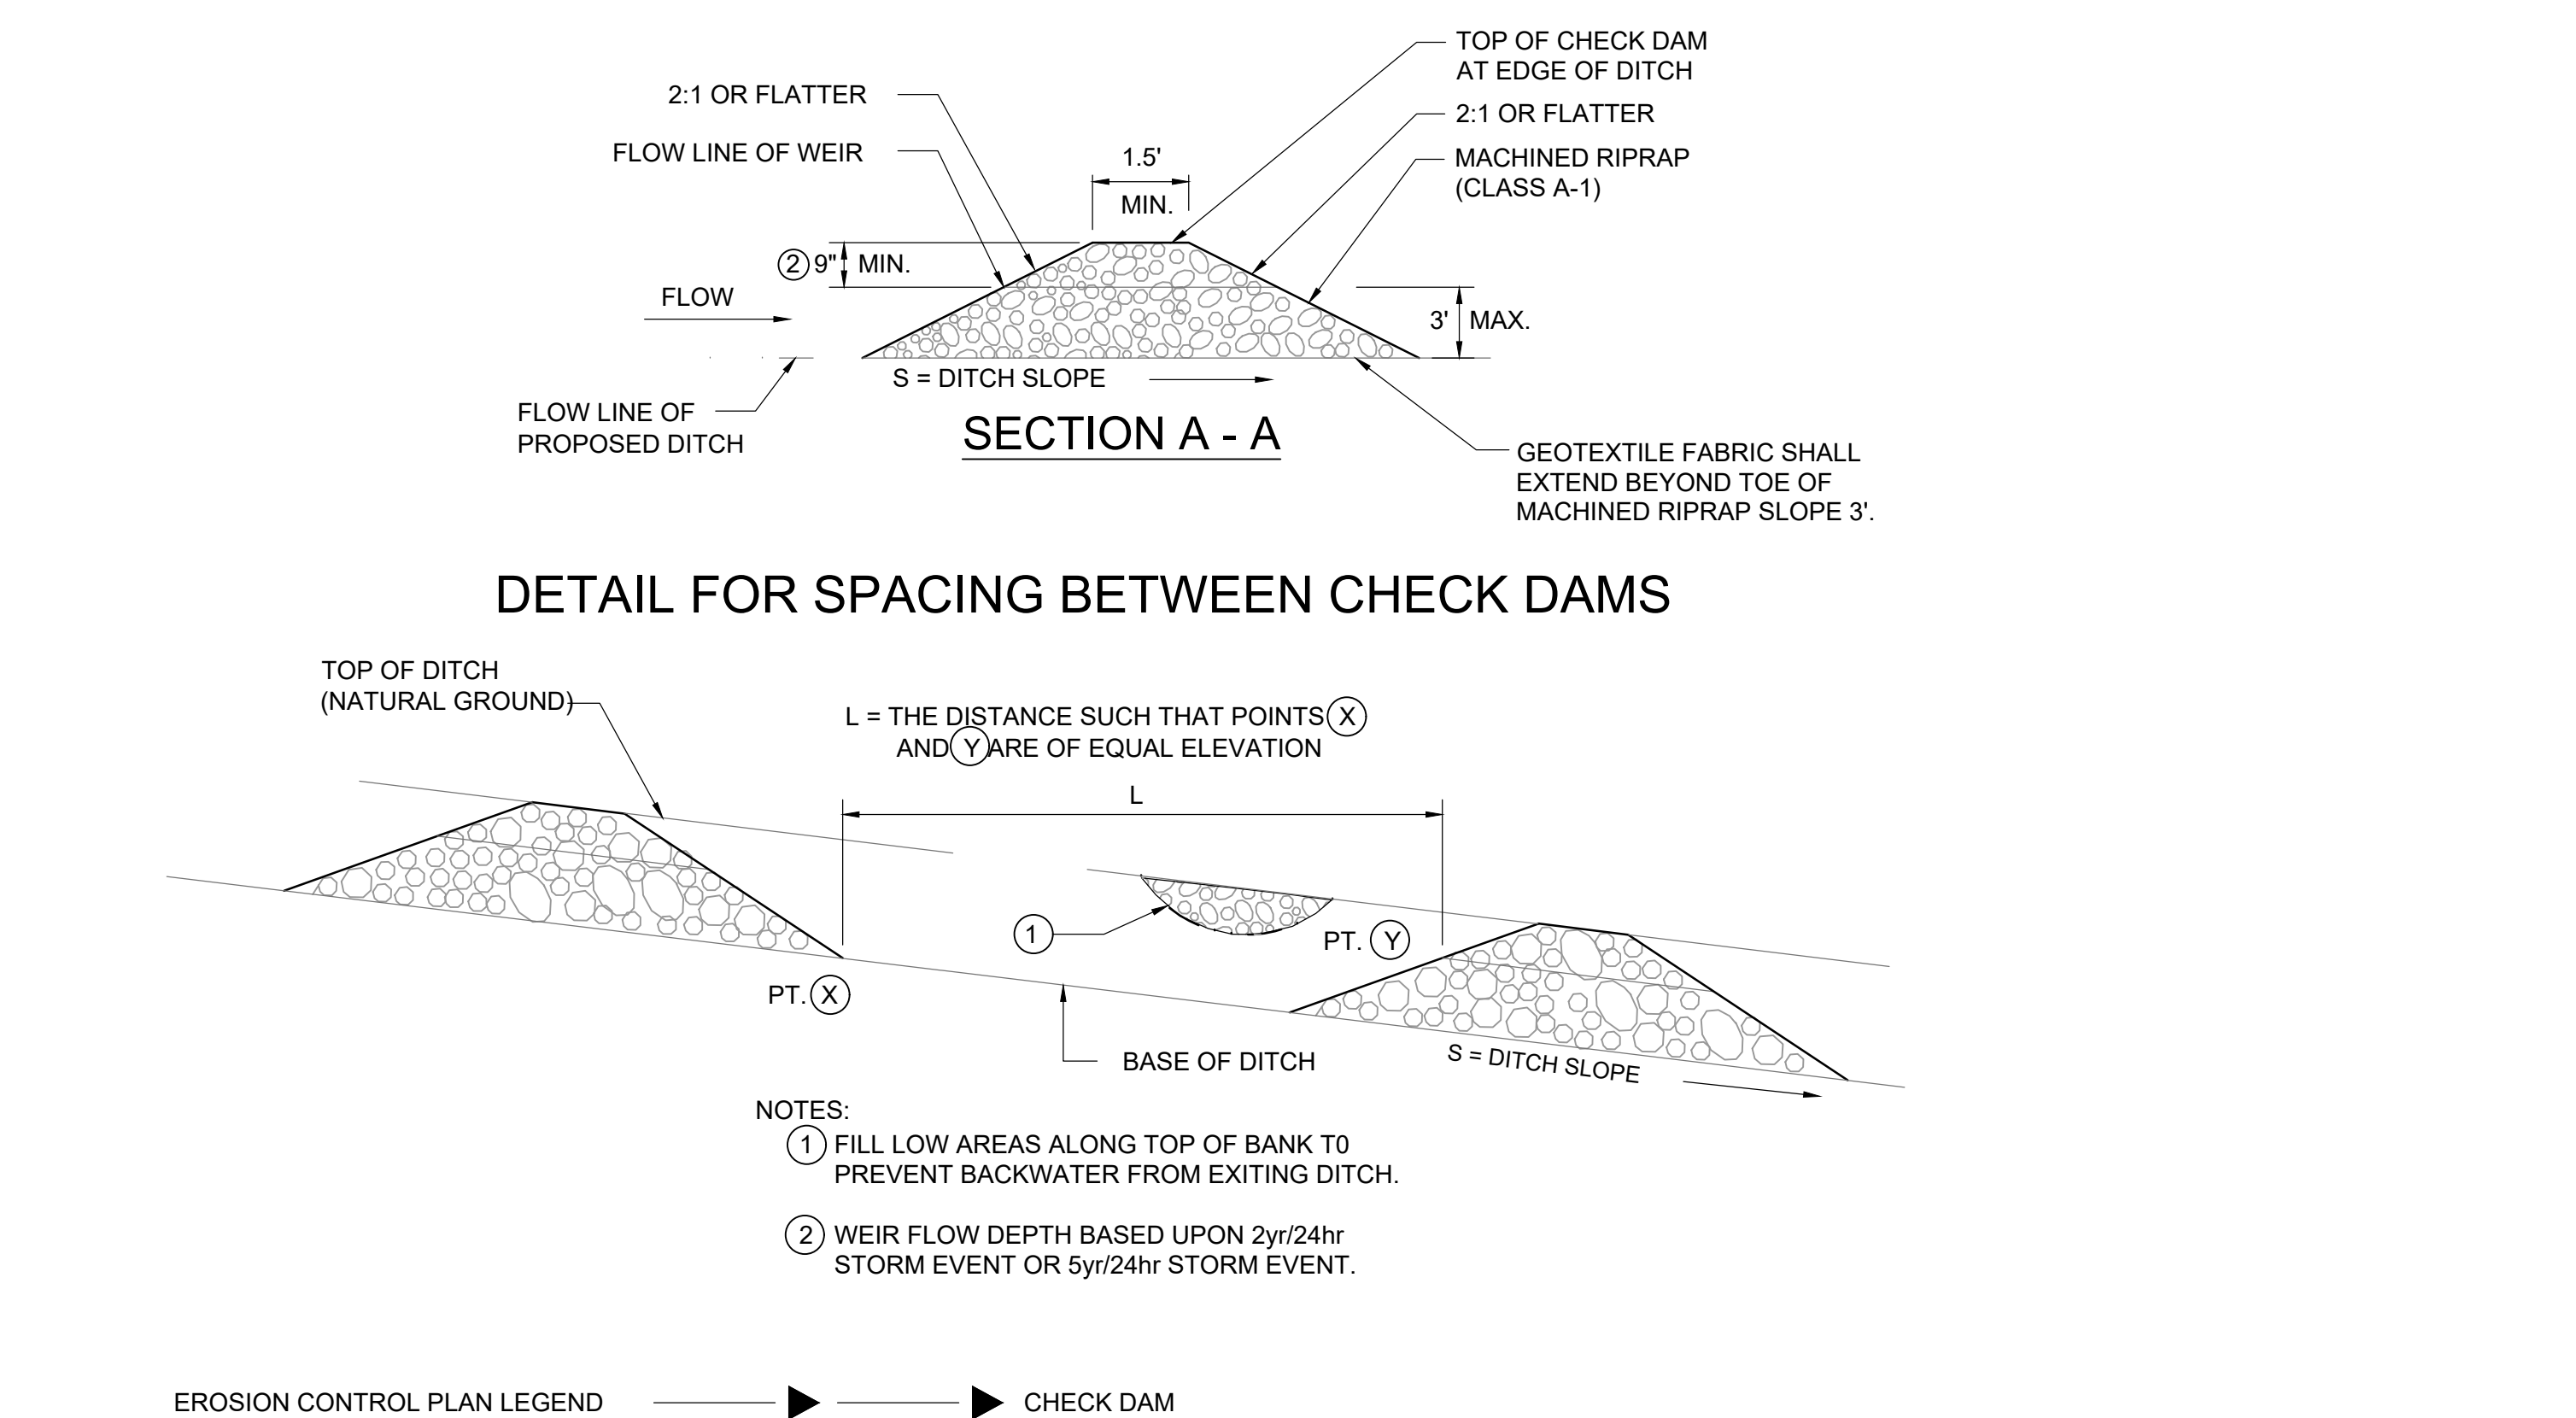 TOP OF CHECK DAM
AT EDGE OF DITCH
2:1 OR FLATTER
2:1 OR FLATTER
FLOW LINE OF WEIR
1.5'
MIN.
MACHINED RIPRAP
(CLASS A-1)
2 9" MIN.
FLOW
3' MAX.
S = DITCH SLOPE
FLOW LINE OF
PROPOSED DITCH
SECTION A - A
GEOTEXTILE FABRIC SHALL
EXTEND BEYOND TOE OF
MACHINED RIPRAP SLOPE 3'.
DETAIL FOR SPACING BETWEEN CHECK DAMS
TOP OF DITCH
(NATURAL GROUND)
L = THE DISTANCE SUCH THAT POINTS X
AND Y ARE OF EQUAL ELEVATION
L
1
PT. Y
PT. X
BASE OF DITCH
S = DITCH SLOPE
NOTES:
1 FILL LOW AREAS ALONG TOP OF BANK T0
PREVENT BACKWATER FROM EXITING DITCH.
2 WEIR FLOW DEPTH BASED UPON 2yr/24hr
STORM EVENT OR 5yr/24hr STORM EVENT.
EROSION CONTROL PLAN LEGEND CHECK DAM